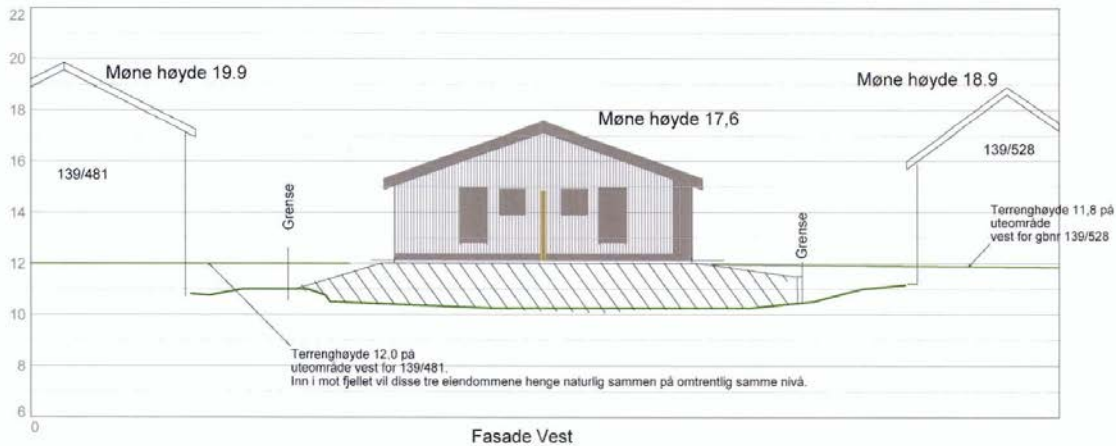 22
20
18
16
14
12
10
8
6
0
Møne høyde 19.9
Møne høyde 18.9
Møne høyde 17,6
139/481
139/528
Grense
Grense
Terrenghøyde 11,8 på
uteområde
vest for gbnr 139/528
Terrenghøyde 12,0 på
uteområde vest for 139/481.
Inn i mot fjellet vil disse tre eiendommene henge naturlig sammen på omtrentlig samme nivå.
Fasade Vest